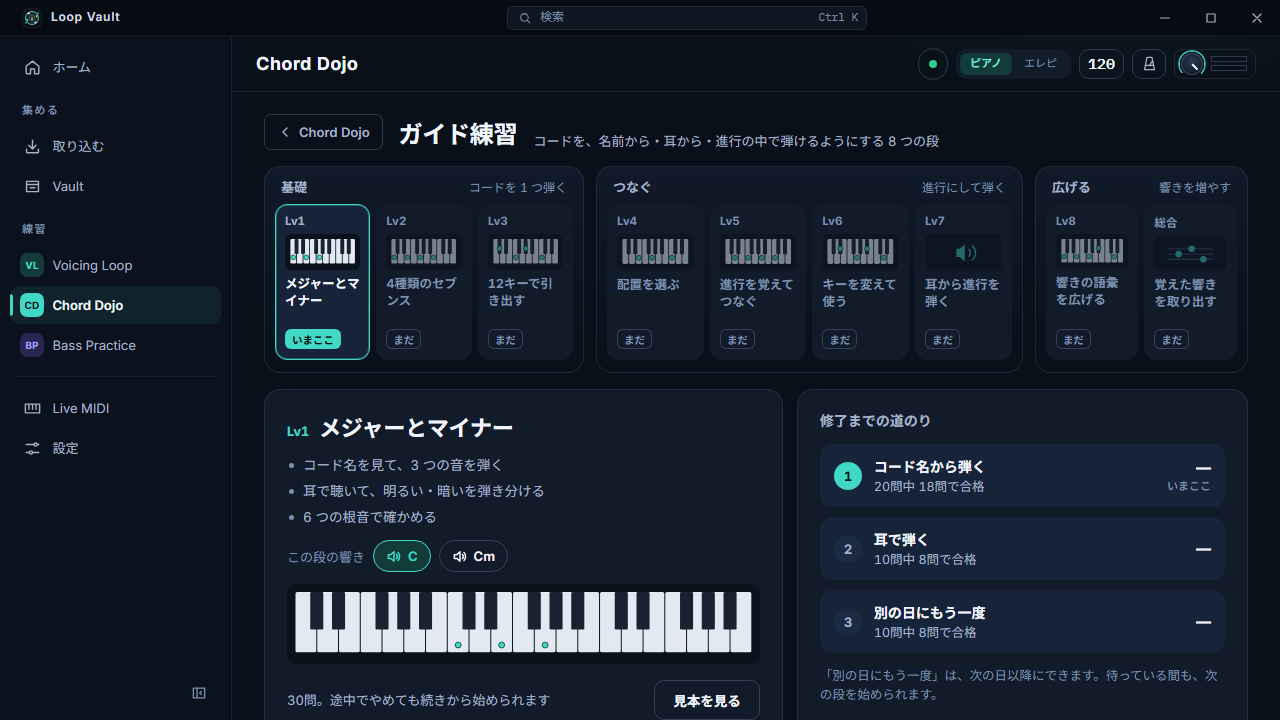 Loop Vault
検索
Ctrl K
ホーム
集める
取り込む
Vault
練習
VL Voicing Loop
CD Chord Dojo
BP Bass Practice
Live MIDI
設定
Chord Dojo
ピアノ
エレピ
120
Chord Dojo
ガイド練習
コードを、名前から・耳から・進行の中で弾けるようにする 8 つの段
基礎
コードを 1 つ弾く
Lv1
メジャーとマ
イナー
いまここ
Lv2
4種類のセブ
ンス
まだ
Lv3
12キーで引
き出す
まだ
つなぐ
進行にして弾く
Lv4
配置を選ぶ
まだ
Lv5
進行を覚えて
つなぐ
まだ
Lv6
キーを変えて
使う
まだ
Lv7
耳から進行を
弾く
まだ
広げる
響きを増やす
Lv8
響きの語彙
を広げる
まだ
総合
覚えた響き
を取り出す
まだ
Lv1 メジャーとマイナー
コード名を見て、3 つの音を弾く
耳で聴いて、明るい・暗いを弾き分ける
6 つの根音で確かめる
この段の響き
C
Cm
30問。途中でやめても続きから始められます
見本を見る
修了までの道のり
1
コード名から弾く
20問中 18問で合格
—
いまここ
2
耳で弾く
10問中 8問で合格
—
3
別の日にもう一度
10問中 8問で合格
—
「別の日にもう一度」は、次の日以降にできます。待っている間も、次
の段を始められます。